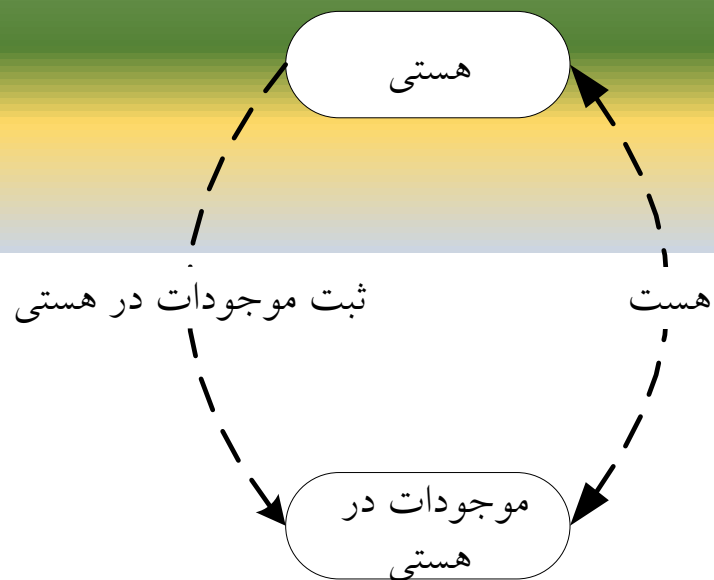 هستی
ثبت موجودات در هستی
هست
موجودات در
هستی